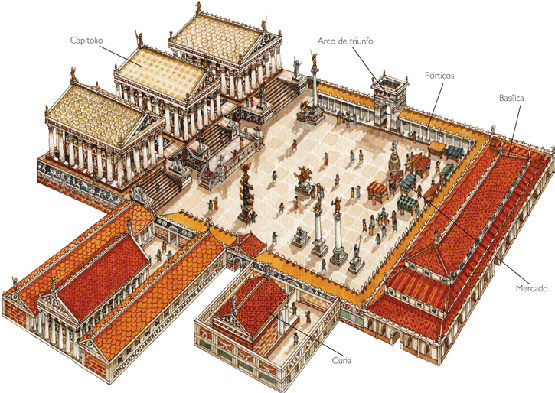 Capitolio
Arco de triunfo
Pórticos
Basílica
Mercado
Curia